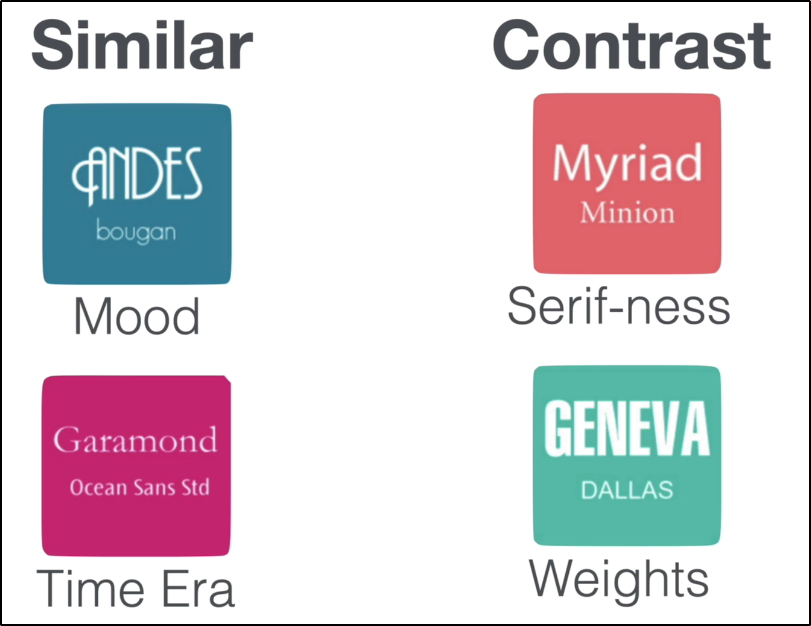 Similar
ANDES
bougan
Mood
Garamond
Ocean Sans Std
Time Era
Contrast
Myriad
Minion
Serif-ness
GENEVA
DALLAS
Weights